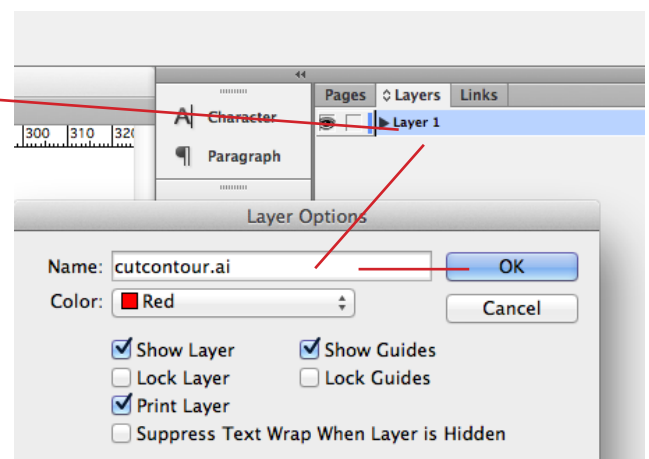 Pages Layers Links
Character
Layer 1
300 310 320
Paragraph
Layer Options
Name: cutcontour.ai OK
Color: Red Cancel
Show Layer Show Guides
Lock Layer Lock Guides
Print Layer
Suppress Text Wrap When Layer is Hidden